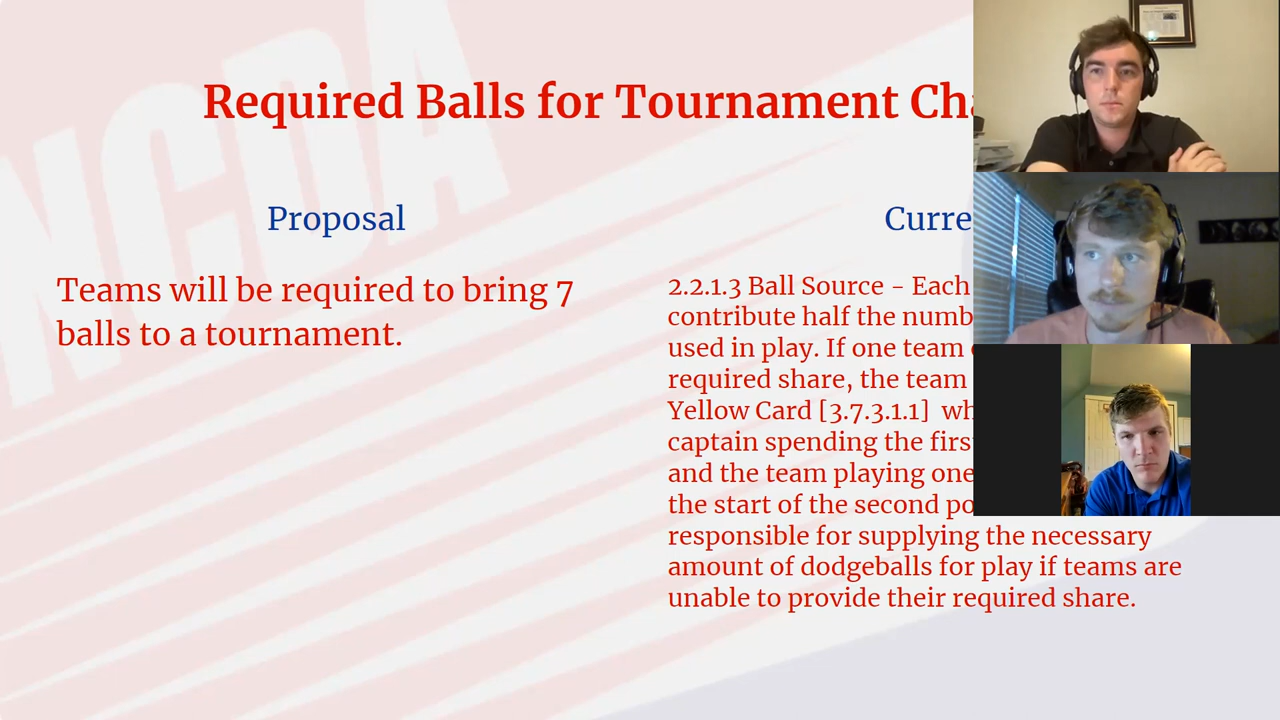 NCDA
Required Balls for Tournament Cha
Proposal
Curre
Teams will be required to bring 7
balls to a tournament.
2.2.1.3 Ball Source - Each
contribute half the numb
used in play. If one team
required share, the team
Yellow Card [3.7.3.1.1] wh
captain spending the firs
and the team playing one
the start of the second po
responsible for supplying the necessary
amount of dodgeballs for play if teams are
unable to provide their required share.